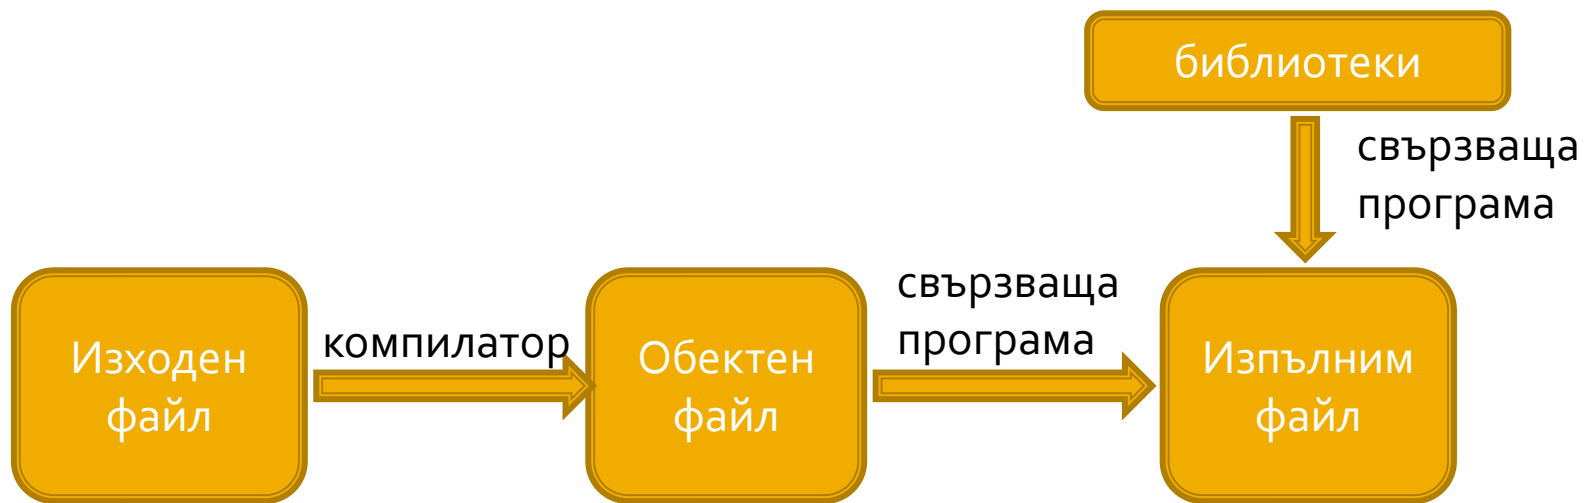 библиотеки
свързваща
програма
Изходен
файл
компилатор
Обектен
файл
свързваща
програма
Изпълним
файл